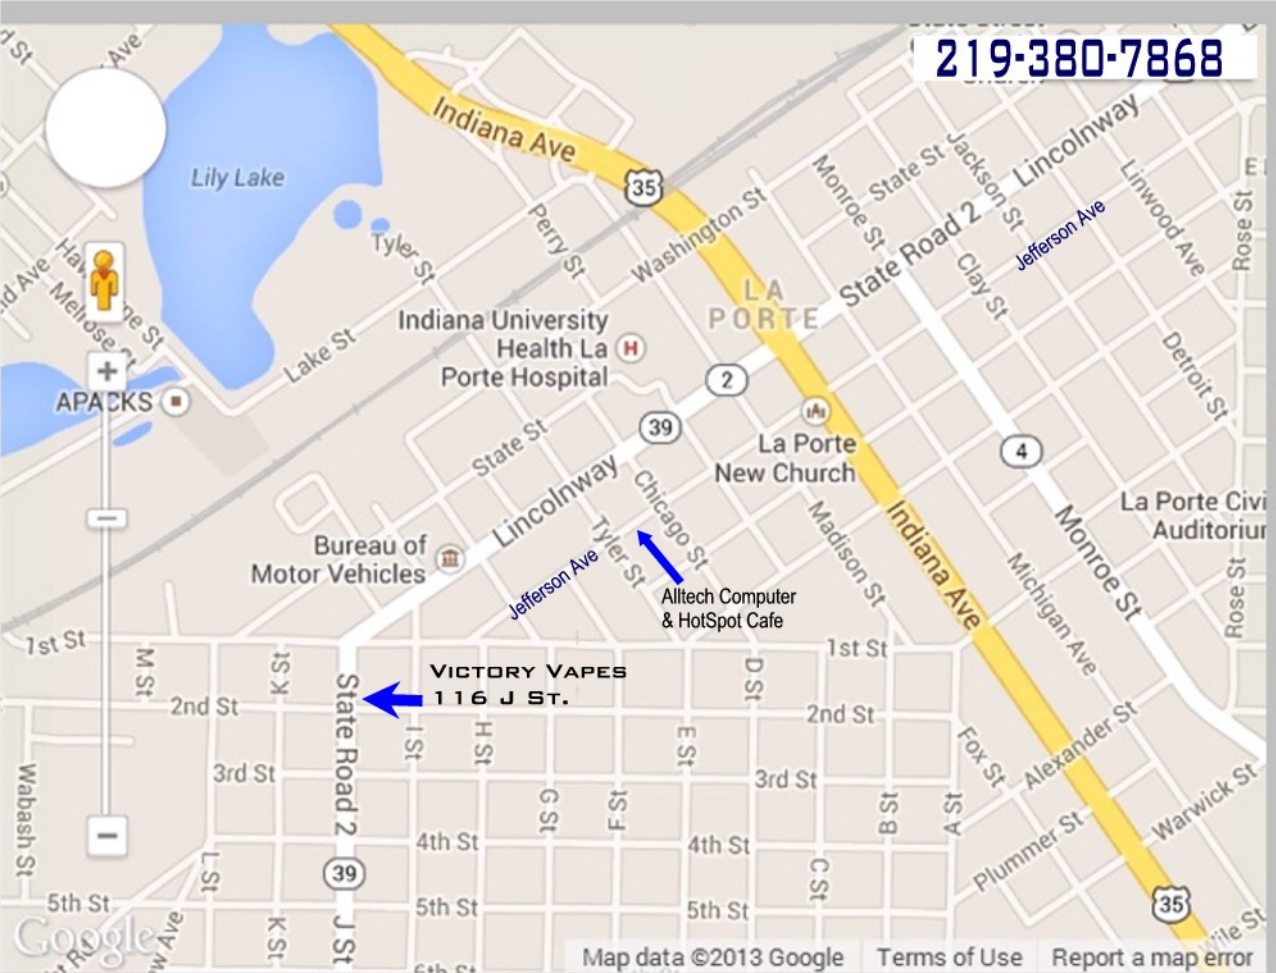 219-380-7868
Indiana Ave
35
Lily Lake
Washington St
State St
Monroe St
Jackson St
Lincolnway
Linwood Ave
Rose St
Jefferson Ave
Perry St
Tyler St
State Road 2
Clay St
LA
PORTE
Indiana University
Health La
Porte Hospital
H
Lake St
2
Detroit St
APACKS
39
La Porte
New Church
4
State St
Lincolnway
Chicago St
Madison St
Indiana Ave
Monroe St
La Porte Civi
Auditoriur
Bureau of
Motor Vehicles
Tyler St
Jefferson Ave
Alltech Computer
& HotSpot Cafe
Michigan Ave
Rose St
1st St
1st St
M St
K St
D St
Victory Vapes
116 J St.
2nd St
State Road 2
2nd St
I St
H St
E St
Fox St
Alexander St
3rd St
3rd St
Wabash St
G St
F St
B St
A St
Warwick St
Plummer St
4th St
4th St
L St
39
C St
5th St
5th St
5th St
35
K St
J St
Google
Map data ©2013 Google
Terms of Use
Report a map error